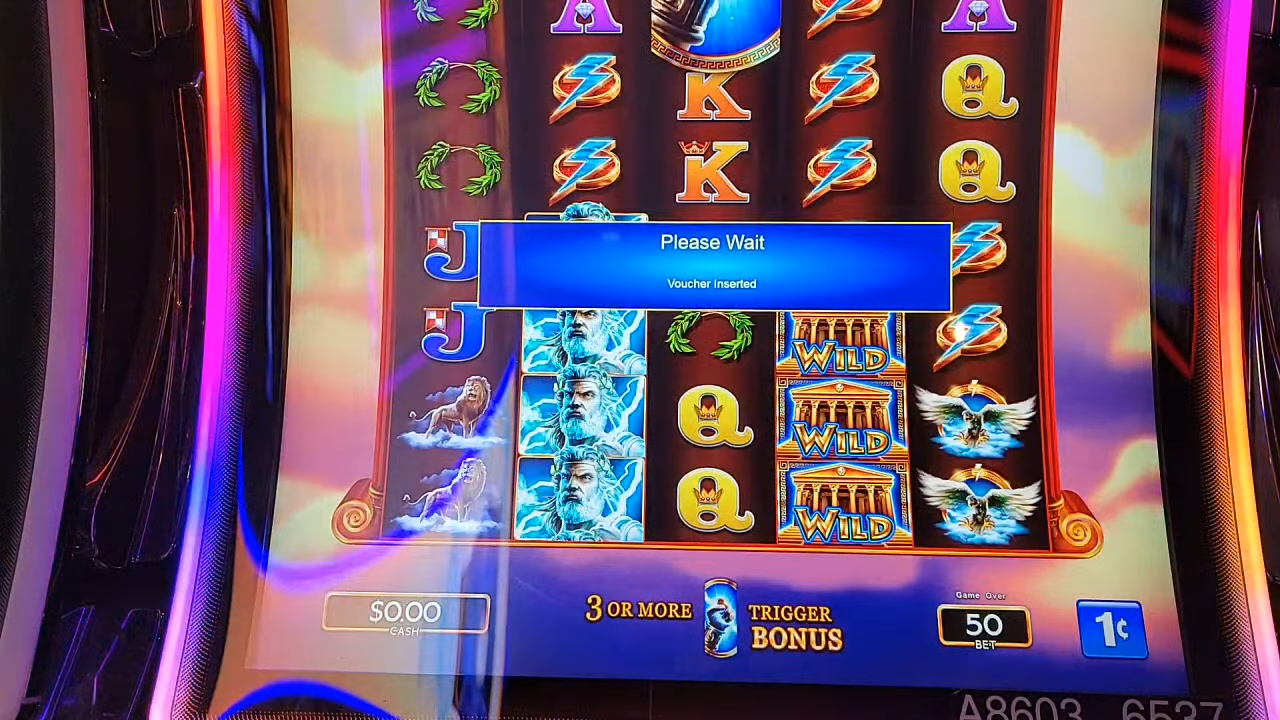 A A
K Q
K Q
J
Please Wait
Voucher Inserted
J WILD
Q WILD
Q WILD
$0.00
CASH
3 OR MORE TRIGGER BONUS
Game Over
50
BET
1¢
A8603 6527